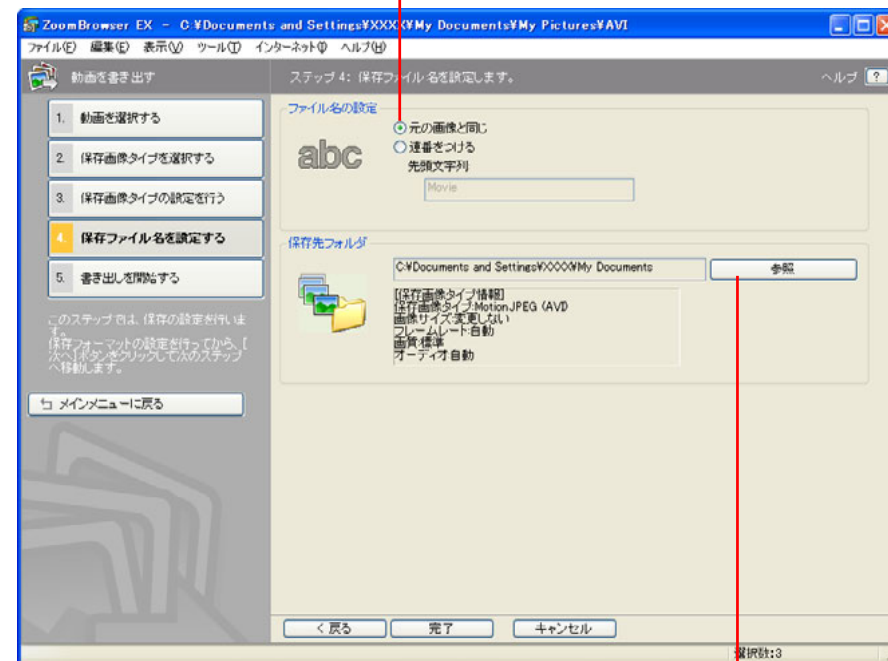 ZoomBrowser EX - C:¥Documents and Settings¥XXXX¥My Documents¥My Pictures¥AVI
ファイル(F) 編集(E) 表示(V) ツール(T) インターネット(I) ヘルプ(H)
動画を書き出す
ステップ 4: 保存ファイル名を設定します。
ヘルプ ?
1. 動画を選択する
2. 保存画像タイプを選択する
3. 保存画像タイプの設定を行う
4. 保存ファイル名を設定する
5. 書き出しを開始する
このステップでは、保存の設定を行いま
す。
保存フォーマットの設定を行ってから、[
次へ]ボタンをクリックして次のステップ
へ移動します。
メインメニューに戻る
ファイル名の設定
abc
元の画像と同じ
連番をつける
先頭文字列
Movie
保存先フォルダ
C:¥Documents and Settings¥XXXX¥My Documents
参照
[保存画像タイプ情報]
保存画像タイプ:MotionJPEG (AVI)
画像サイズ:変更しない
フレームレート:自動
画質:標準
オーディオ:自動
< 戻る
完了
キャンセル
選択数:3